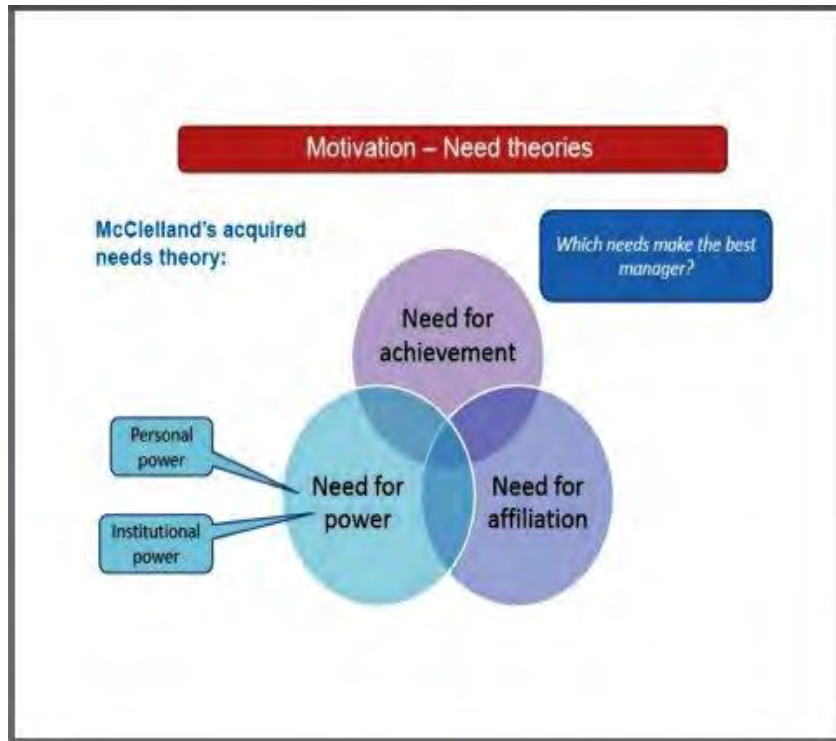 Motivation – Need theories
McClelland's acquired
needs theory:
Which needs make the best
manager?
Need for
achievement
Personal
power
Need for
power
Need for
affiliation
Institutional
power